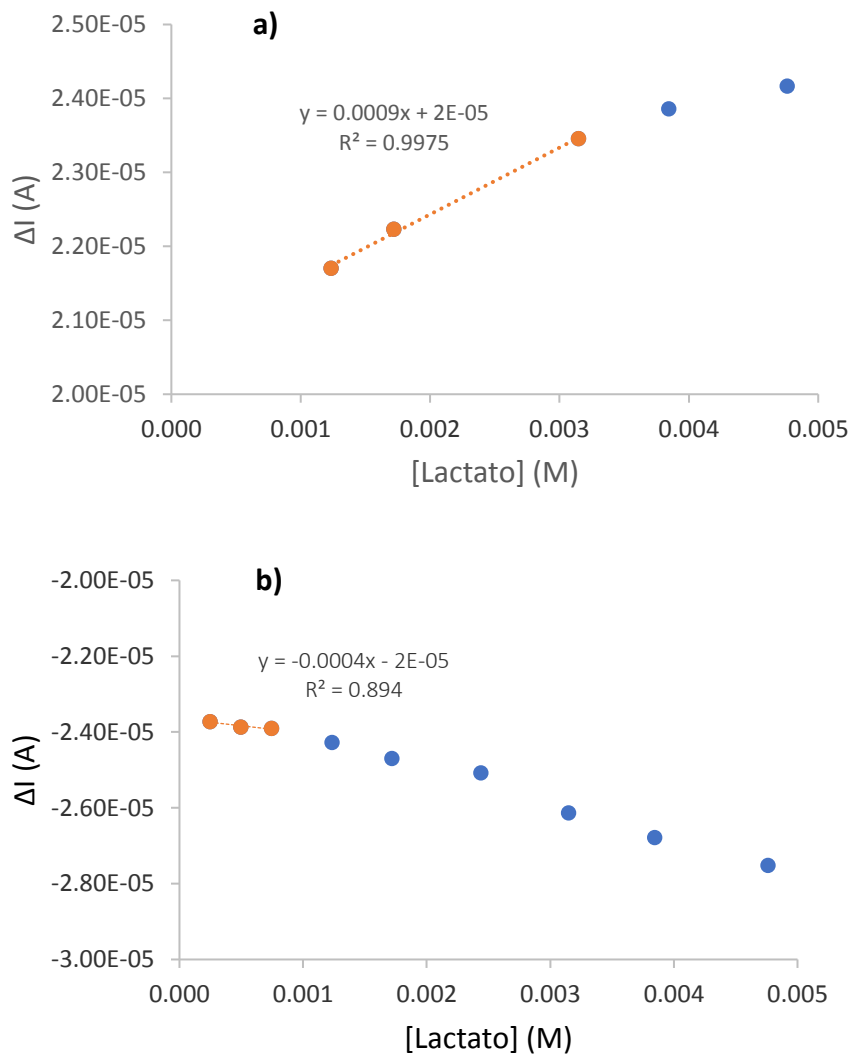 a)
2.50E-05
2.40E-05
2.30E-05
2.20E-05
2.10E-05
2.00E-05
ΔI (A)
y = 0.0009x + 2E-05
R² = 0.9975
0.000 0.001 0.002 0.003 0.004 0.005
[Lactato] (M)
b)
-2.00E-05
-2.20E-05
-2.40E-05
-2.60E-05
-2.80E-05
-3.00E-05
ΔI (A)
y = -0.0004x - 2E-05
R² = 0.894
0.000 0.001 0.002 0.003 0.004 0.005
[Lactato] (M)